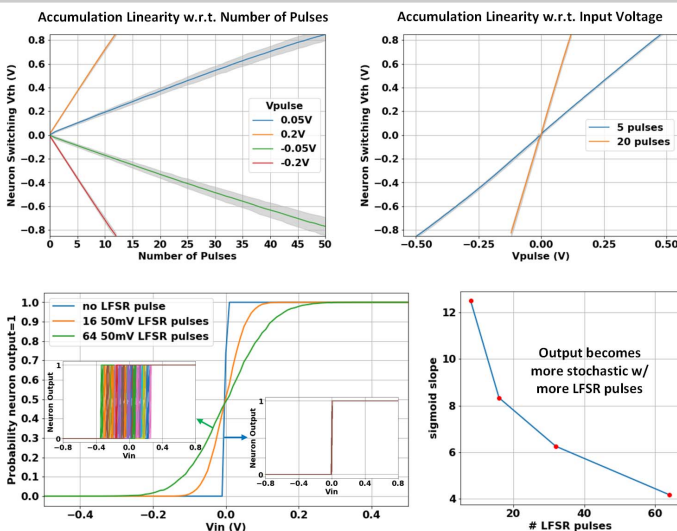 Accumulation Linearity w.r.t. Number of Pulses
Neuron Switching Vth (V)
0.8
0.6
0.4
0.2
0.0
−0.2
−0.4
−0.6
−0.8
0 5 10 15 20 25 30 35 40 45 50
Number of Pulses
Vpulse
0.05V
0.2V
-0.05V
-0.2V
Accumulation Linearity w.r.t. Input Voltage
Neuron Switching Vth (V)
0.8
0.6
0.4
0.2
0.0
−0.2
−0.4
−0.6
−0.8
−0.50 −0.25 0.00 0.25 0.50
Vpulse (V)
5 pulses
20 pulses
Probability neuron output=1
1.0
0.9
0.8
0.7
0.6
0.5
0.4
0.3
0.2
0.1
0.0
−0.4 −0.2 0.0 0.2 0.4
Vin (V)
no LFSR pulse
16 50mV LFSR pulses
64 50mV LFSR pulses
Neuron Output
1
0
−0.8 −0.4 0.0 0.4 0.8
Vin
Neuron Output
1
0
−0.8 −0.4 0.0 0.4 0.8
Vin
sigmoid slope
12
10
8
6
4
20 40 60
# LFSR pulses
Output becomes
more stochastic w/
more LFSR pulses